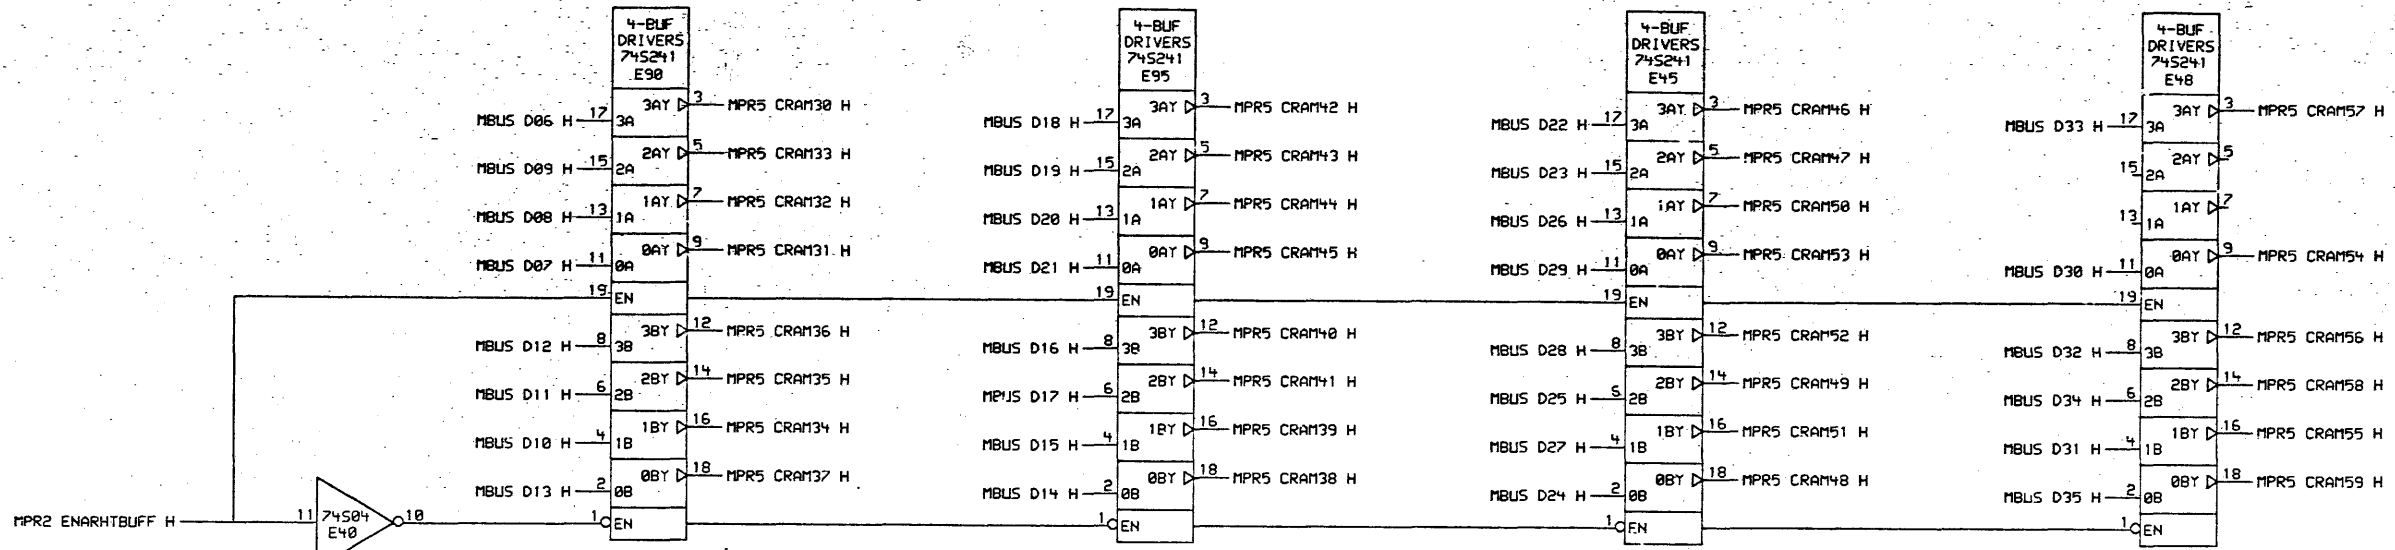 4-BUF
DRIVERS
74S241
E90
MBUS D06 H 17 3A 3AY 3 MPR5 CRAM30 H
MBUS D09 H 15 2A 2AY 5 MPR5 CRAM33 H
MBUS D08 H 13 1A 1AY 7 MPR5 CRAM32 H
MBUS D07 H 11 0A 0AY 9 MPR5 CRAM31 H
19 EN
MBUS D12 H 8 3B 3BY 12 MPR5 CRAM36 H
MBUS D11 H 6 2B 2BY 14 MPR5 CRAM35 H
MBUS D10 H 4 1B 1BY 16 MPR5 CRAM34 H
MBUS D13 H 2 0B 0BY 18 MPR5 CRAM37 H
MPR2 ENARHTBUFF H 11 74S04 10 1 EN
E40
4-BUF
DRIVERS
74S241
E95
MBUS D18 H 17 3A 3AY 3 MPR5 CRAM42 H
MBUS D19 H 15 2A 2AY 5 MPR5 CRAM43 H
MBUS D20 H 13 1A 1AY 7 MPR5 CRAM44 H
MBUS D21 H 11 0A 0AY 9 MPR5 CRAM45 H
19 EN
MBUS D16 H 8 3B 3BY 12 MPR5 CRAM40 H
MBUS D17 H 6 2B 2BY 14 MPR5 CRAM41 H
MBUS D15 H 4 1B 1BY 16 MPR5 CRAM39 H
MBUS D14 H 2 0B 0BY 18 MPR5 CRAM38 H
1 EN
4-BUF
DRIVERS
74S241
E45
MBUS D22 H 17 3A 3AY 3 MPR5 CRAM46 H
MBUS D23 H 15 2A 2AY 5 MPR5 CRAM47 H
MBUS D26 H 13 1A 1AY 7 MPR5 CRAM50 H
MBUS D29 H 11 0A 0AY 9 MPR5 CRAM53 H
19 EN
MBUS D28 H 8 3B 3BY 12 MPR5 CRAM52 H
MBUS D25 H 6 2B 2BY 14 MPR5 CRAM49 H
MBUS D27 H 4 1B 1BY 16 MPR5 CRAM51 H
MBUS D24 H 2 0B 0BY 18 MPR5 CRAM48 H
1 EN
4-BUF
DRIVERS
74S241
E48
MBUS D33 H 17 3A 3AY 3 MPR5 CRAM57 H
15 2A 2AY 5
13 1A 1AY 7
MBUS D30 H 11 0A 0AY 9 MPR5 CRAM54 H
19 EN
MBUS D32 H 8 3B 3BY 12 MPR5 CRAM56 H
MBUS D34 H 6 2B 2BY 14 MPR5 CRAM58 H
MBUS D31 H 4 1B 1BY 16 MPR5 CRAM55 H
MBUS D35 H 2 0B 0BY 18 MPR5 CRAM59 H
1 EN